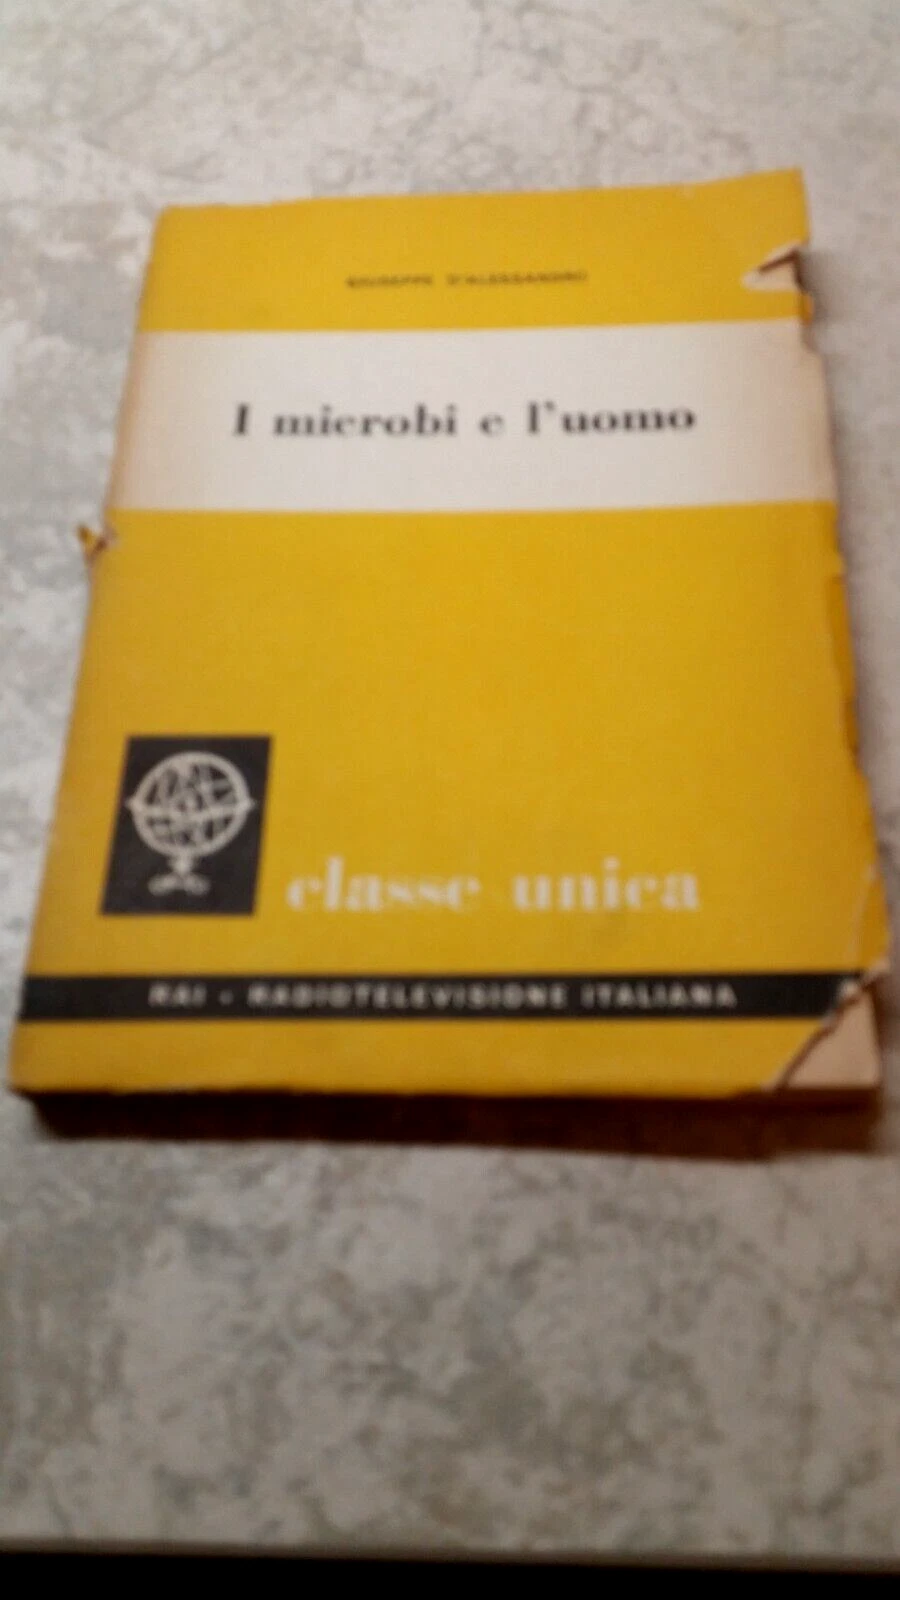 GIUSEPPE D'ALESSANDRO
I microbi e l'uomo
classe unica
RAI - RADIOTELEVISIONE ITALIANA